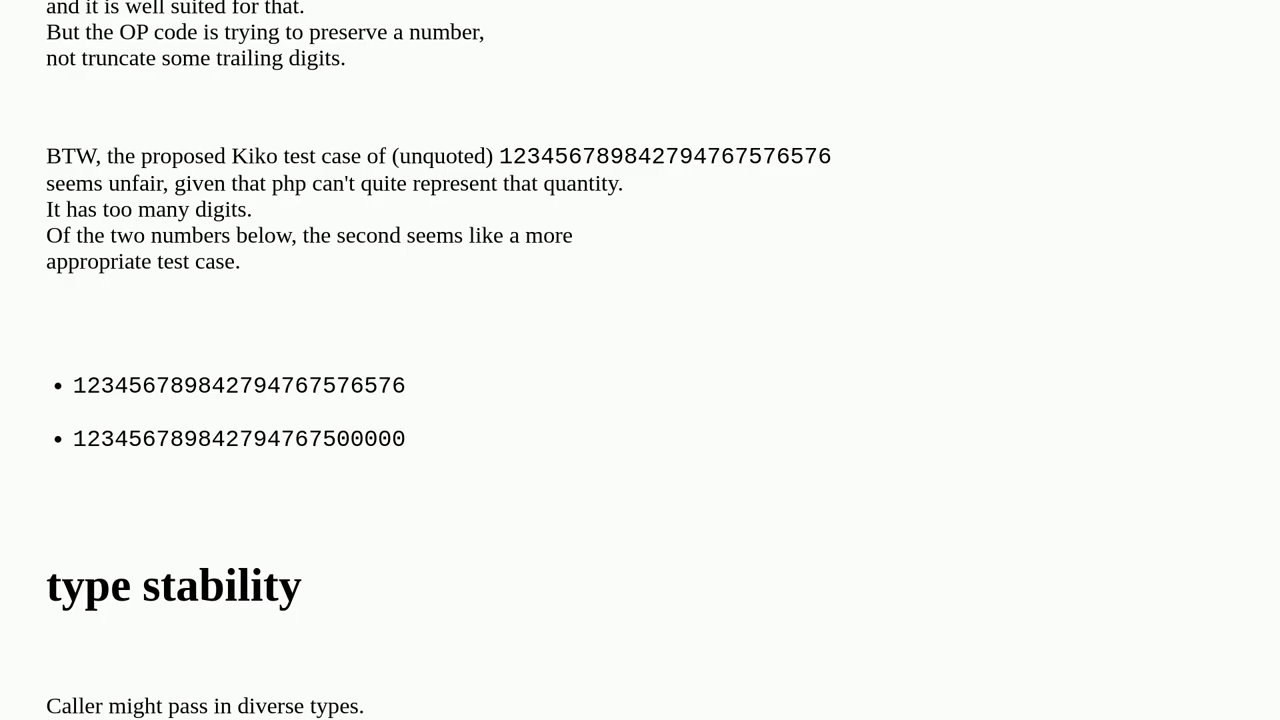 and it is well suited for that.
But the OP code is trying to preserve a number,
not truncate some trailing digits.
BTW, the proposed Kiko test case of (unquoted) 123456789842794767576576
seems unfair, given that php can't quite represent that quantity.
It has too many digits.
Of the two numbers below, the second seems like a more
appropriate test case.
• 123456789842794767576576
• 123456789842794767500000
type stability
Caller might pass in diverse types.